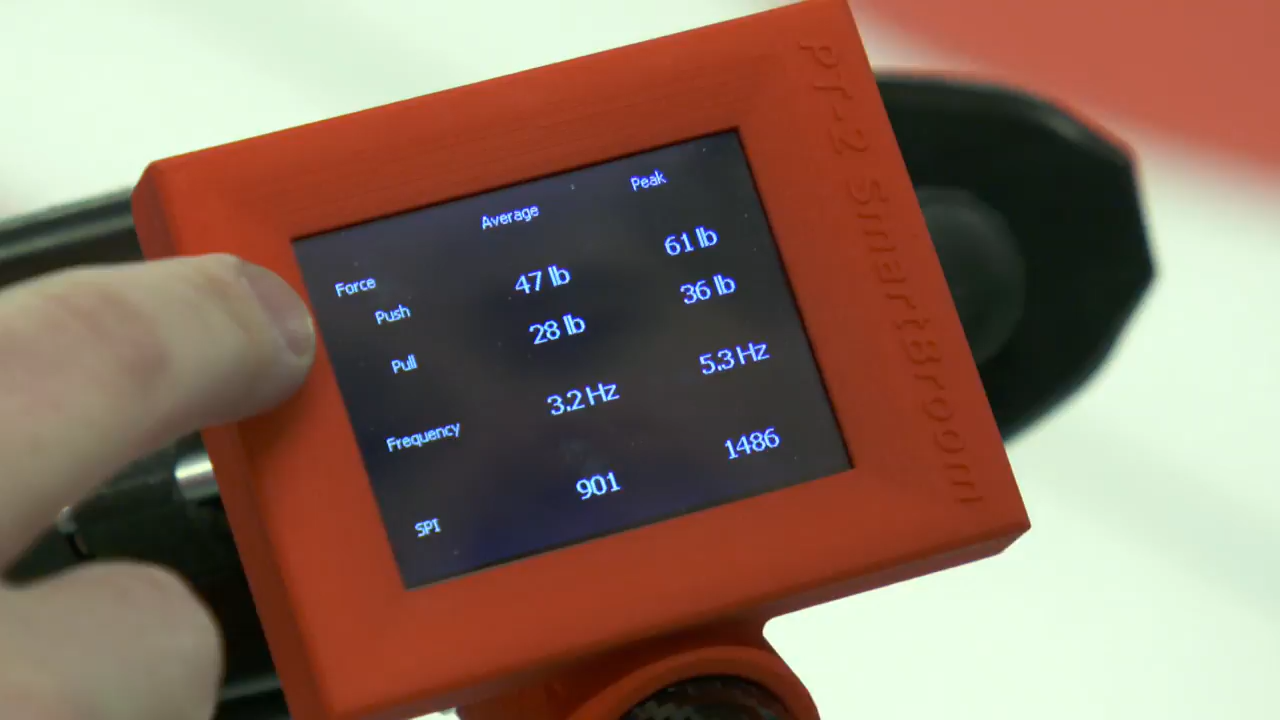 Average Peak
Force
Push 47 lb 61 lb
Pull 28 lb 36 lb
Frequency 3.2 Hz 5.3 Hz
SPI 901 1486
PT-2 SmartBroom